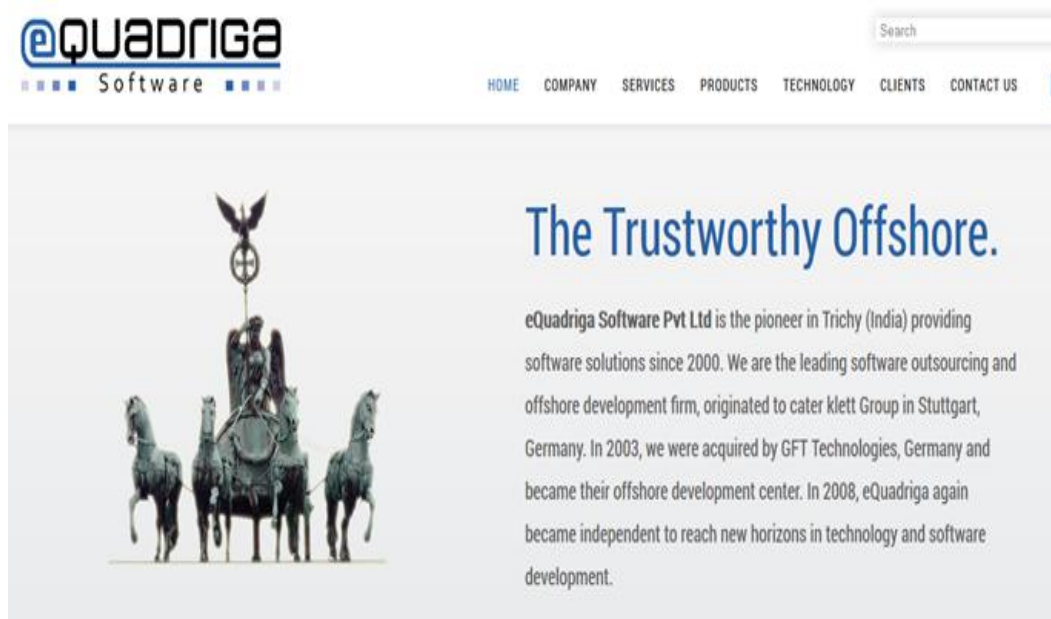 eQUADRIGA
Software
Search
HOME COMPANY SERVICES PRODUCTS TECHNOLOGY CLIENTS CONTACT US
The Trustworthy Offshore.
eQuadriga Software Pvt Ltd is the pioneer in Trichy (India) providing
software solutions since 2000. We are the leading software outsourcing and
offshore development firm, originated to cater klett Group in Stuttgart,
Germany. In 2003, we were acquired by GFT Technologies, Germany and
became their offshore development center. In 2008, eQuadriga again
became independent to reach new horizons in technology and software
development.